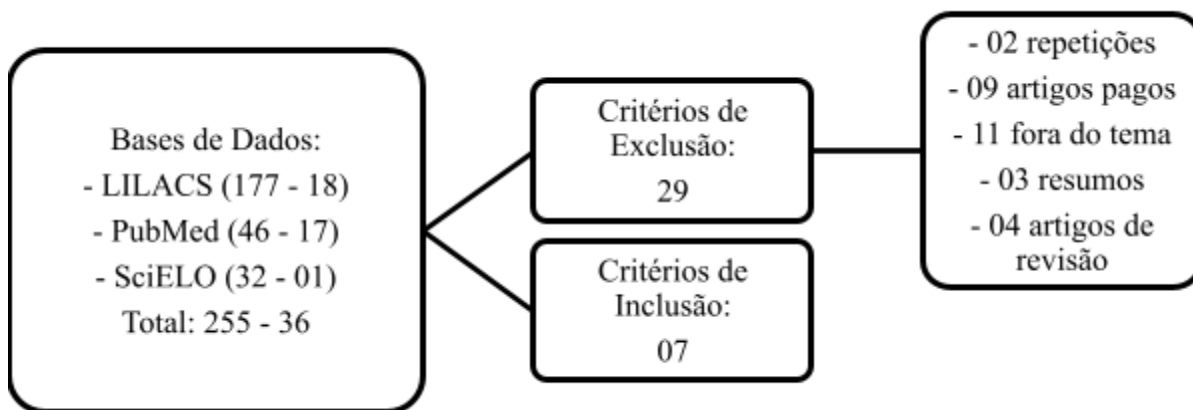 Bases de Dados:
- LILACS (177 - 18)
- PubMed (46 - 17)
- SciELO (32 - 01)
Total: 255 - 36
Critérios de
Exclusão:
29
Critérios de
Inclusão:
07
- 02 repetições
- 09 artigos pagos
- 11 fora do tema
- 03 resumos
- 04 artigos de
revisão